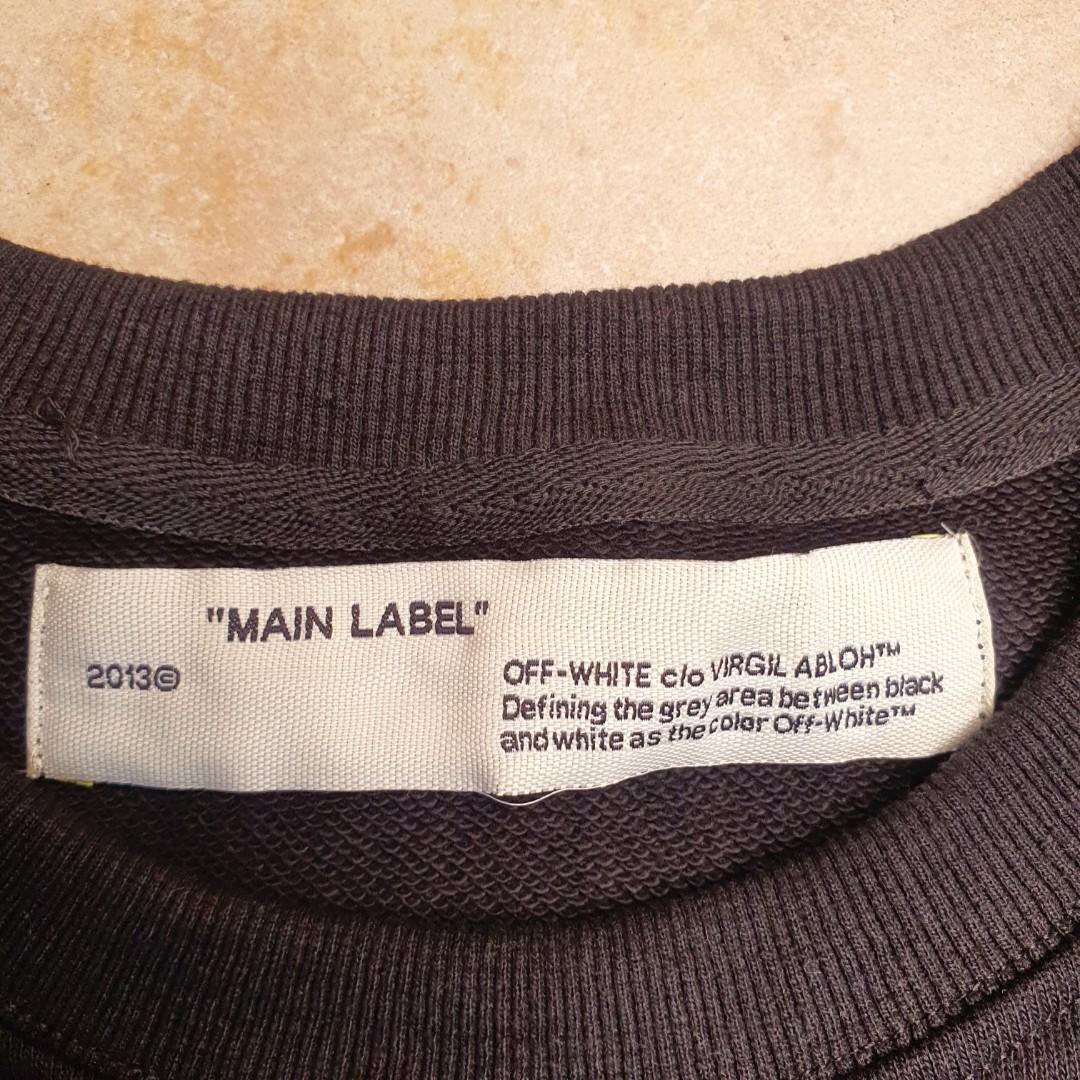 "MAIN LABEL"
2013©
OFF-WHITE c/o VIRGIL ABLOH™
Defining the grey area between black
and white as the color Off-White™